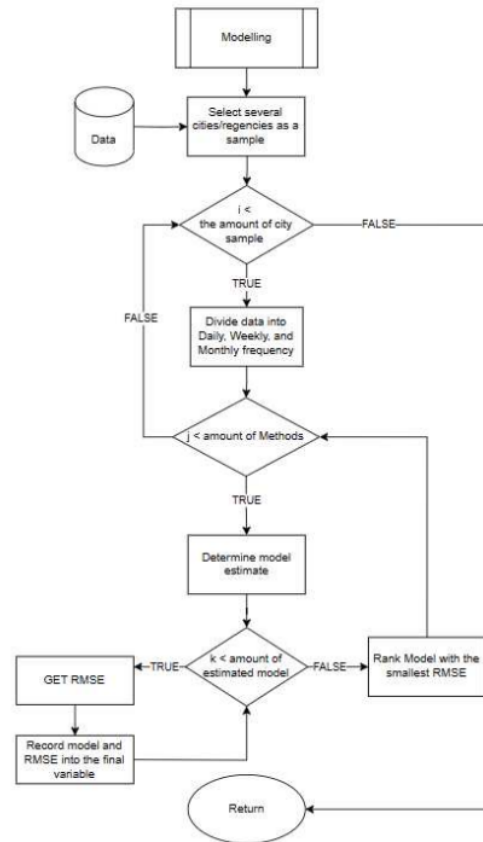 Modelling
Data
Select several
cities/regencies as a
sample
i <
the amount of city
sample
FALSE
TRUE
FALSE
Divide data into
Daily, Weekly, and
Monthly frequency
j < amount of Methods
TRUE
Determine model
estimate
k < amount of
estimated model
TRUE
FALSE
GET RMSE
Rank Model with the
smallest RMSE
Record model and
RMSE into the final
variable
Return